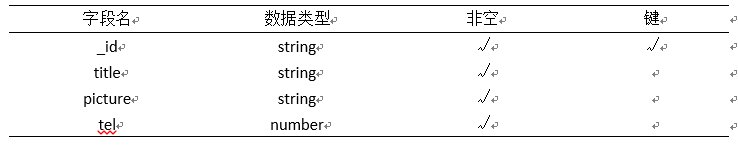 字段名 数据类型 非空 键
_id string √ √
title string √
picture string √
tel number √